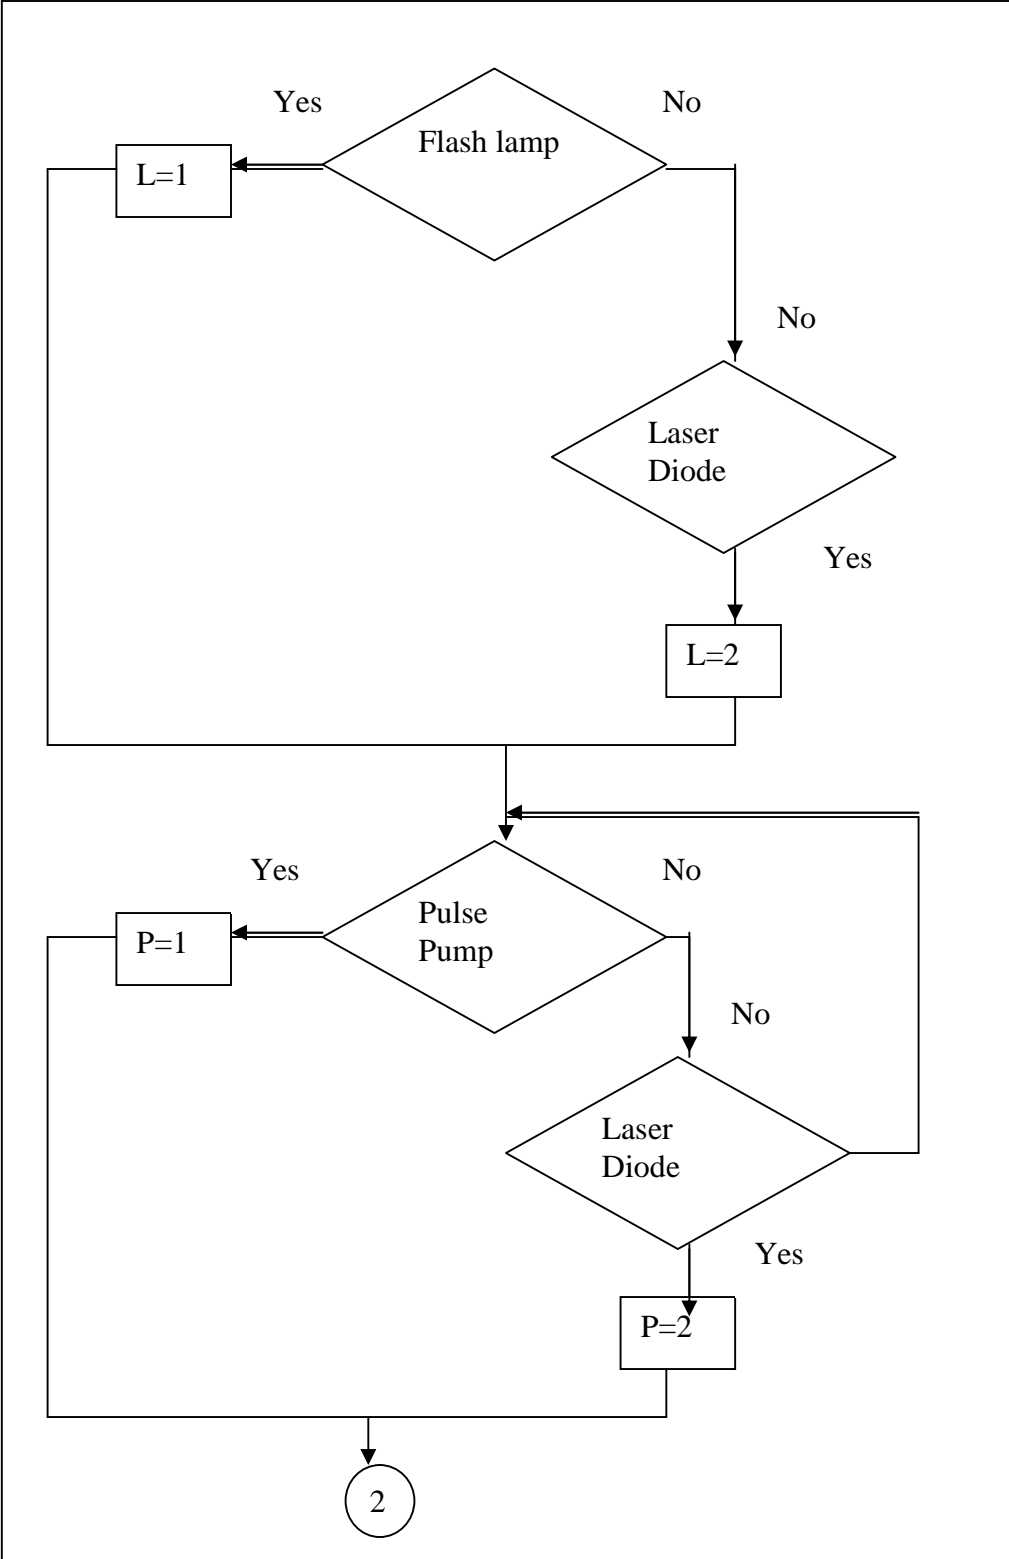 Yes
No
Flash lamp
L=1
No
Laser
Diode
Yes
L=2
Yes
No
Pulse
Pump
P=1
No
Laser
Diode
Yes
P=2
2